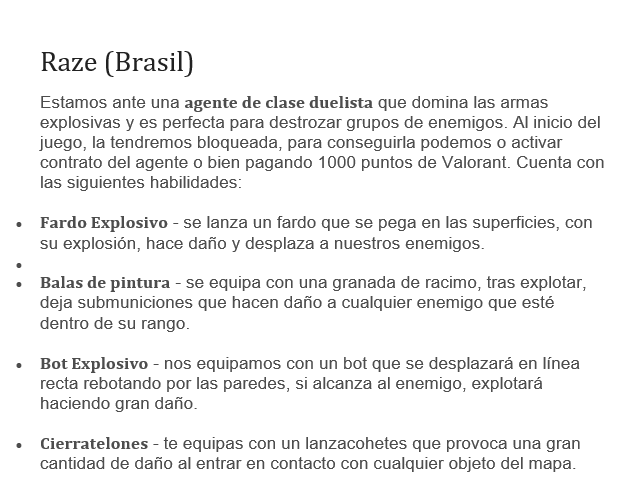 Raze (Brasil)
Estamos ante una agente de clase duelista que domina las armas
explosivas y es perfecta para destrozar grupos de enemigos. Al inicio del
juego, la tendremos bloqueada, para conseguirla podemos o activar
contrato del agente o bien pagando 1000 puntos de Valorant. Cuenta con
las siguientes habilidades:
• Fardo Explosivo - se lanza un fardo que se pega en las superficies, con
su explosión, hace daño y desplaza a nuestros enemigos.
•
• Balas de pintura - se equipa con una granada de racimo, tras explotar,
deja submuniciones que hacen daño a cualquier enemigo que esté
dentro de su rango.
• Bot Explosivo - nos equipamos con un bot que se desplazará en línea
recta rebotando por las paredes, si alcanza al enemigo, explotará
haciendo gran daño.
• Cierratelones - te equipas con un lanzacohetes que provoca una gran
cantidad de daño al entrar en contacto con cualquier objeto del mapa.